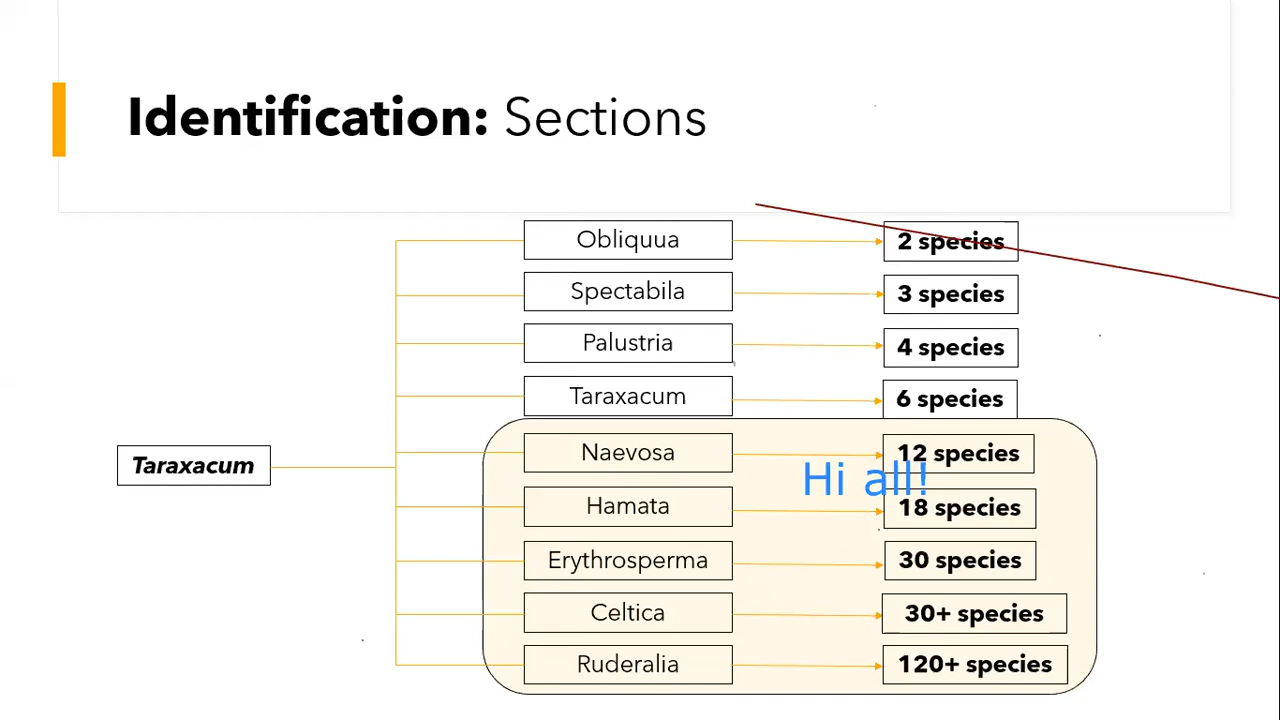 Identification: Sections
Obliquua 2 species
Spectabila 3 species
Palustria 4 species
Taraxacum 6 species
Naevosa 12 species
Taraxacum
Hi all!
Hamata 18 species
Erythrosperma 30 species
Celtica 30+ species
Ruderalia 120+ species